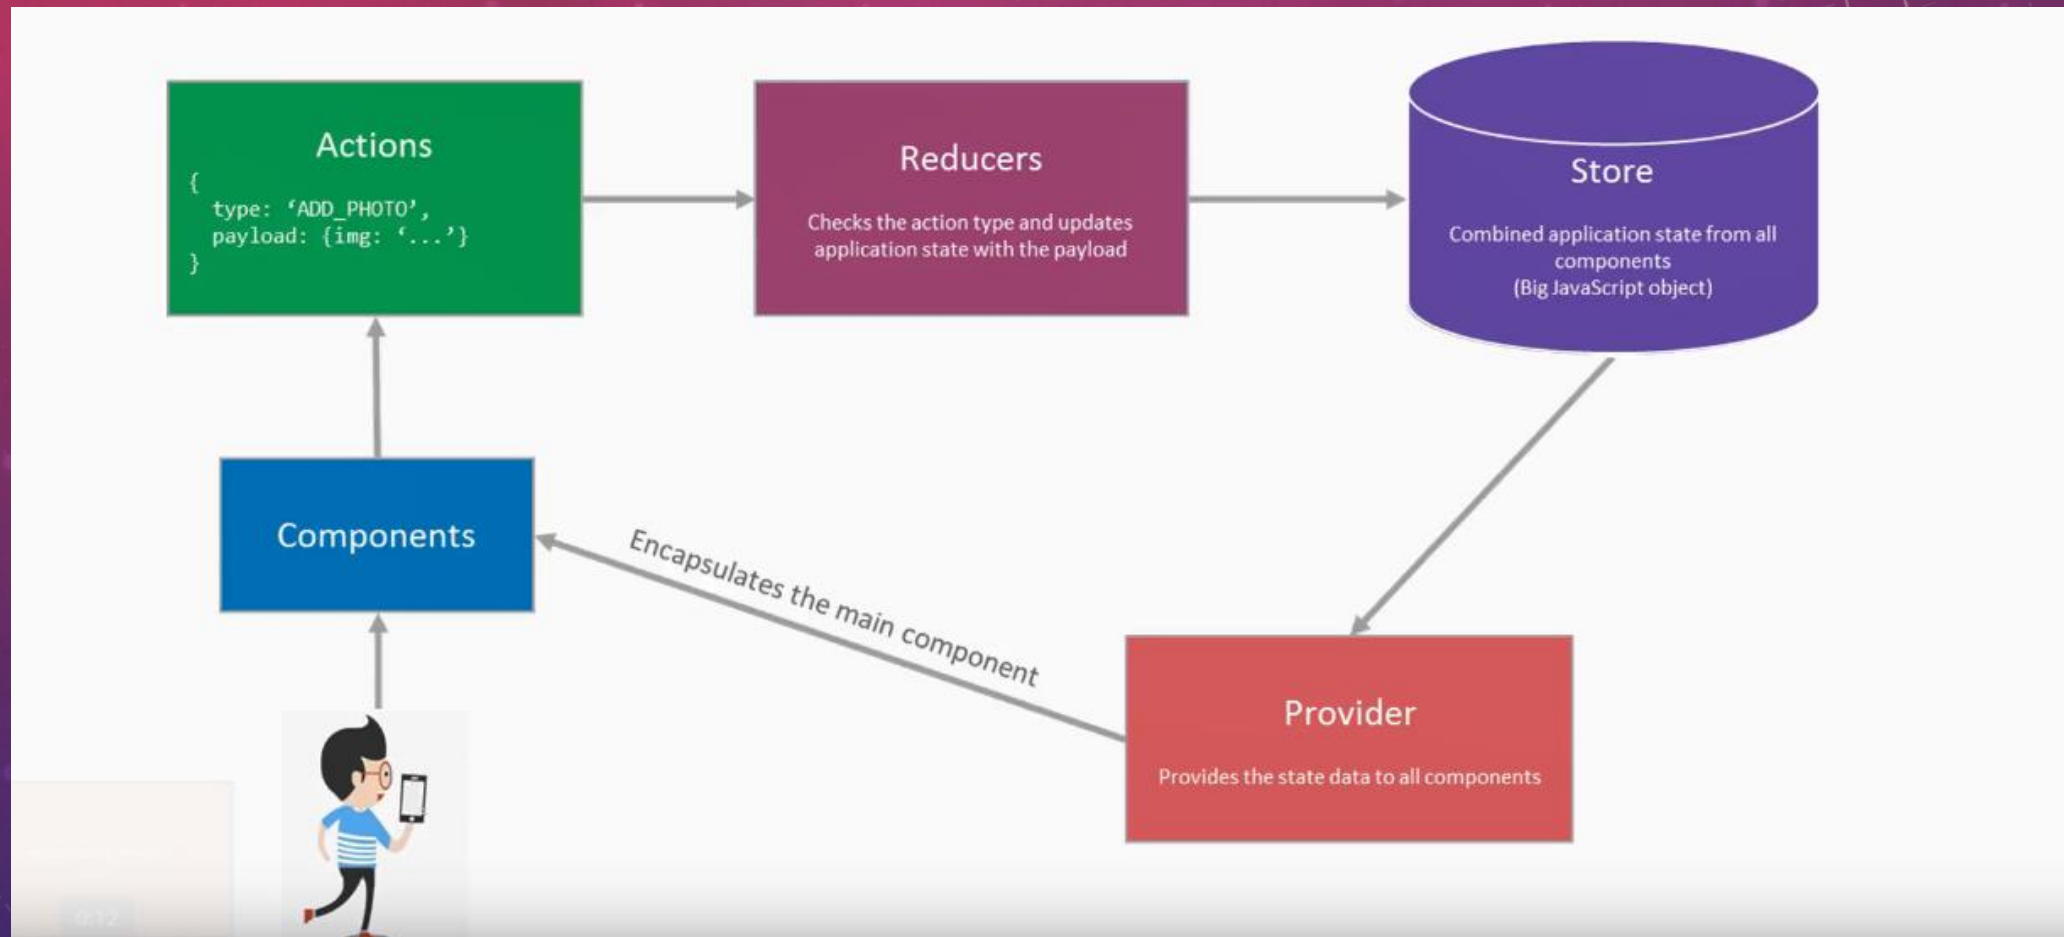 Actions
{
type: ‘ADD_PHOTO’,
payload: {img: ‘...’}
}
Reducers
Checks the action type and updates
application state with the payload
Store
Combined application state from all
components
(Big JavaScript object)
Components
Encapsulates the main component
Provider
Provides the state data to all components
0:12